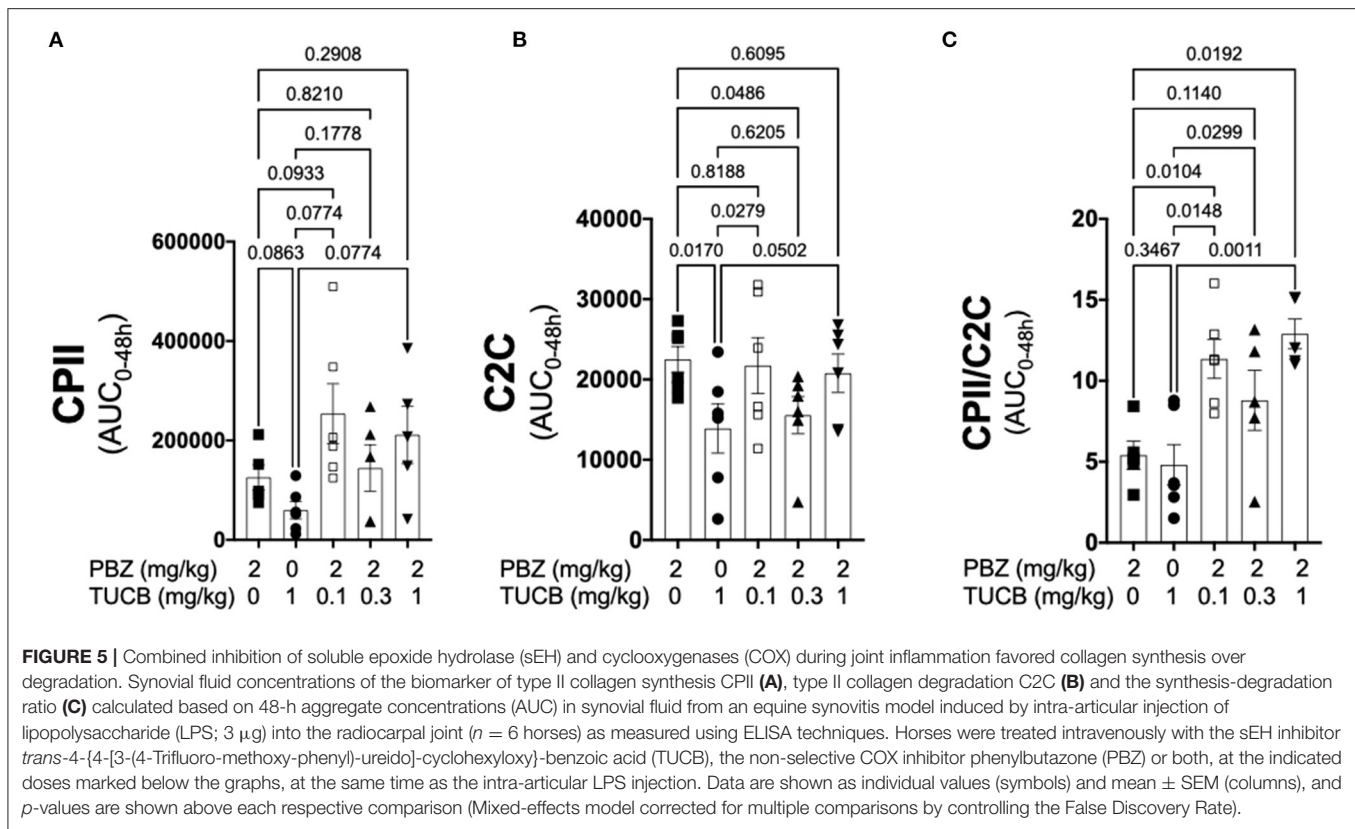 A
0.2908
0.8210
0.1778
0.0933
0.0774
0.0863 0.0774
600000
400000
200000
0
CPII
(AUC0-48h)
PBZ (mg/kg) 2 0 2 2 2
TUCB (mg/kg) 0 1 0.1 0.3 1
B
0.6095
0.0486
0.6205
0.8188
0.0279
0.0170 0.0502
40000
30000
20000
10000
0
C2C
(AUC0-48h)
PBZ (mg/kg) 2 0 2 2 2
TUCB (mg/kg) 0 1 0.1 0.3 1
C
0.0192
0.1140
0.0299
0.0104
0.0148
0.3467 0.0011
20
15
10
5
0
CPII/C2C
(AUC0-48h)
PBZ (mg/kg) 2 0 2 2 2
TUCB (mg/kg) 0 1 0.1 0.3 1
FIGURE 5 | Combined inhibition of soluble epoxide hydrolase (sEH) and cyclooxygenases (COX) during joint inflammation favored collagen synthesis over
degradation. Synovial fluid concentrations of the biomarker of type II collagen synthesis CPII (A), type II collagen degradation C2C (B) and the synthesis-degradation
ratio (C) calculated based on 48-h aggregate concentrations (AUC) in synovial fluid from an equine synovitis model induced by intra-articular injection of
lipopolysaccharide (LPS; 3 μg) into the radiocarpal joint (n = 6 horses) as measured using ELISA techniques. Horses were treated intravenously with the sEH inhibitor
trans-4-{4-[3-(4-Trifluoro-methoxy-phenyl)-ureido]-cyclohexyloxy}-benzoic acid (TUCB), the non-selective COX inhibitor phenylbutazone (PBZ) or both, at the indicated
doses marked below the graphs, at the same time as the intra-articular LPS injection. Data are shown as individual values (symbols) and mean ± SEM (columns), and
p-values are shown above each respective comparison (Mixed-effects model corrected for multiple comparisons by controlling the False Discovery Rate).